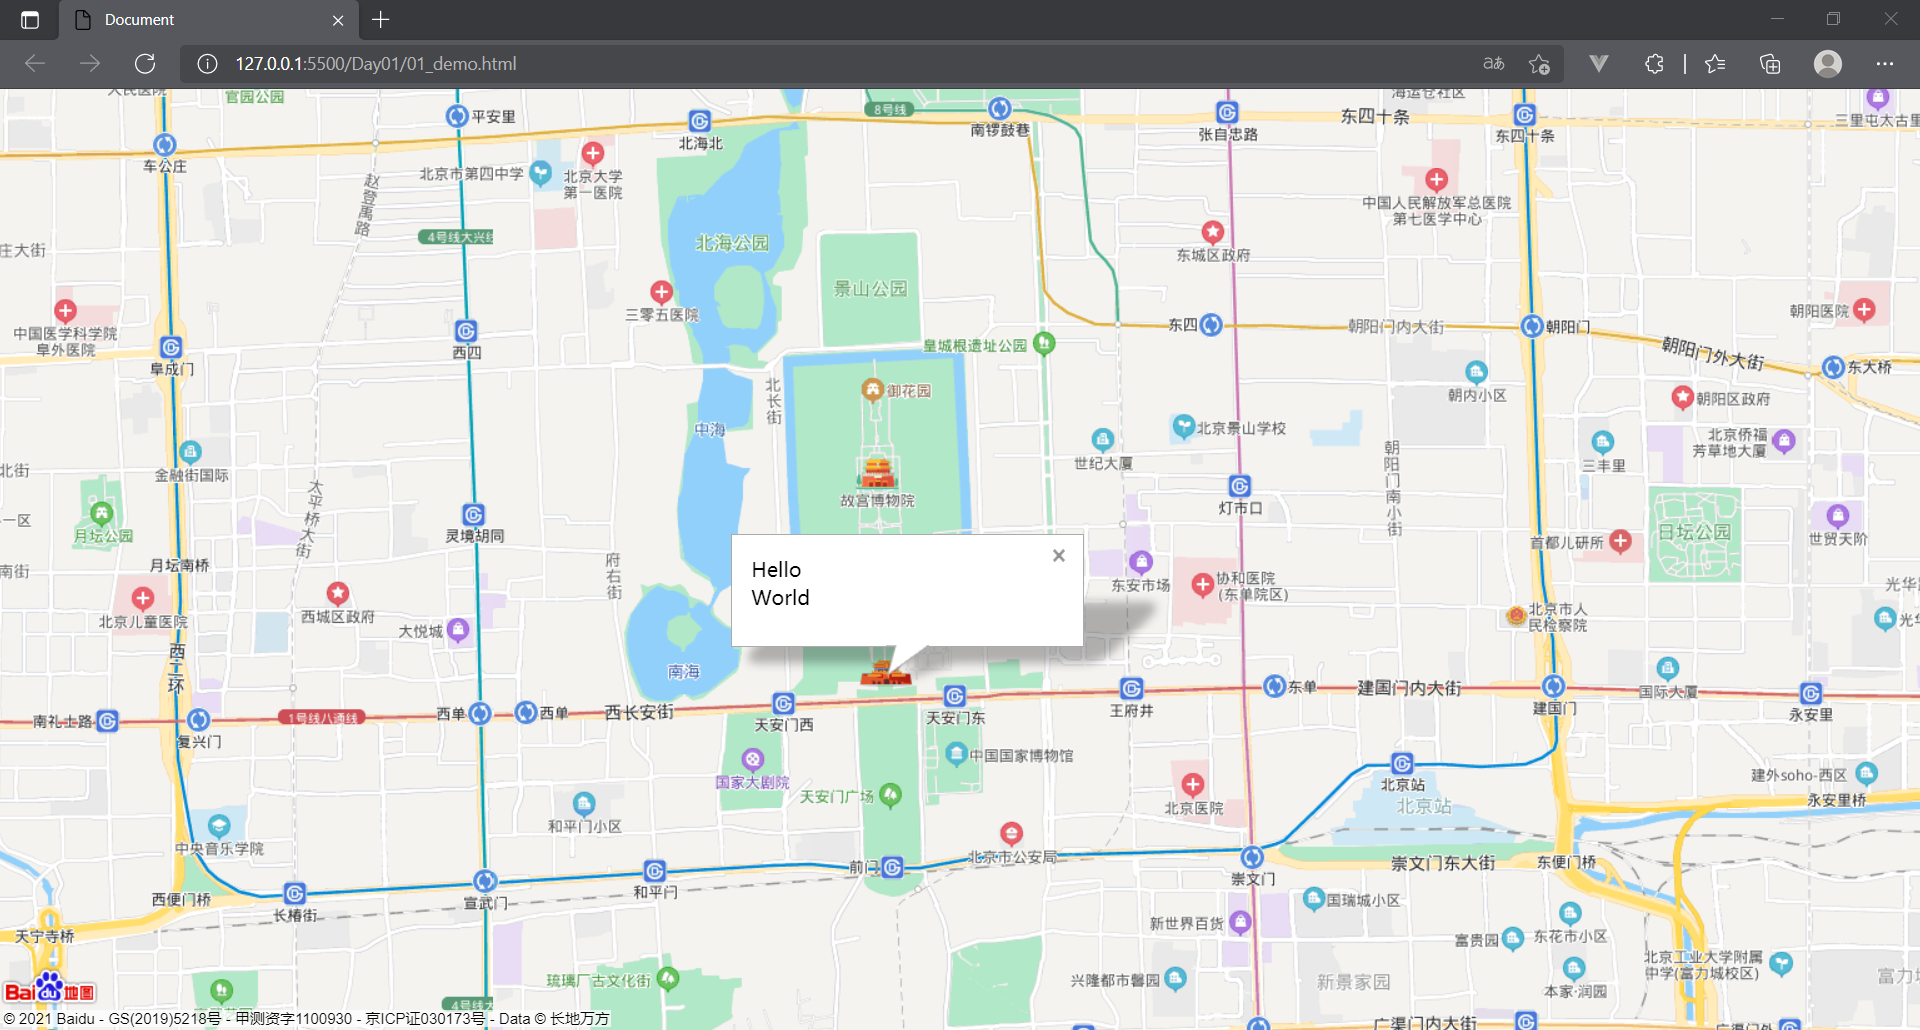 Document
127.0.0.1:5500/Day01/01_demo.html
官园公园
平安里
北海北
8号线
南锣鼓巷
张自忠路
东四十条
东四十条
三里屯太古里
车公庄
赵登禹路
北京市第四中学
北京大学
第一医院
中国人民解放军总医院
第七医学中心
4号线大兴线
北海公园
东城区政府
庄大街
景山公园
三零五医院
中国医学科学院
阜外医院
朝阳医院
西四
东四
朝阳门内大街
朝阳门
皇城根遗址公园
朝阳门外大街
阜成门
东大桥
御花园
北长街
朝内小区
朝阳区政府
中海
北京景山学校
北京侨福
芳草地大厦
世纪大厦
朝阳门南小街
三丰里
北街
金融街国际
太平桥大街
故宫博物院
灯市口
一区
月坛公园
灵境胡同
首都儿研所
日坛公园
世贸天阶
月坛南桥
府右街
南街
Hello
World
东安市场
协和医院
(东单院区)
光华
北京儿童医院
西城区政府
大悦城
北京市人
民检察院
光华
西二环
南海
国际大厦
东单
建国门内大街
南礼士路
1号线八通线
西单
西单
西长安街
天安门西
天安门东
王府井
建国门
永安里
复兴门
国家大剧院
中国国家博物馆
天安门广场
北京站
北京站
建外soho-西区
永安里桥
和平门小区
北京医院
中央音乐学院
北京市公安局
前门
崇文门
崇文门东大街
东便门桥
西便门桥
长椿街
宣武门
和平门
新世界百货
国瑞城小区
天宁寺桥
富贵园
东花市小区
北京工业大学附属
中学(富力城校区)
琉璃厂古文化街
兴隆都市馨园
新景家园
本家·润园
富力城
Bai du 地图
4号线大
© 2021 Baidu - GS(2019)5218号 - 甲测资字1100930 - 京ICP证030173号 - Data © 长地万方
广渠门内大街